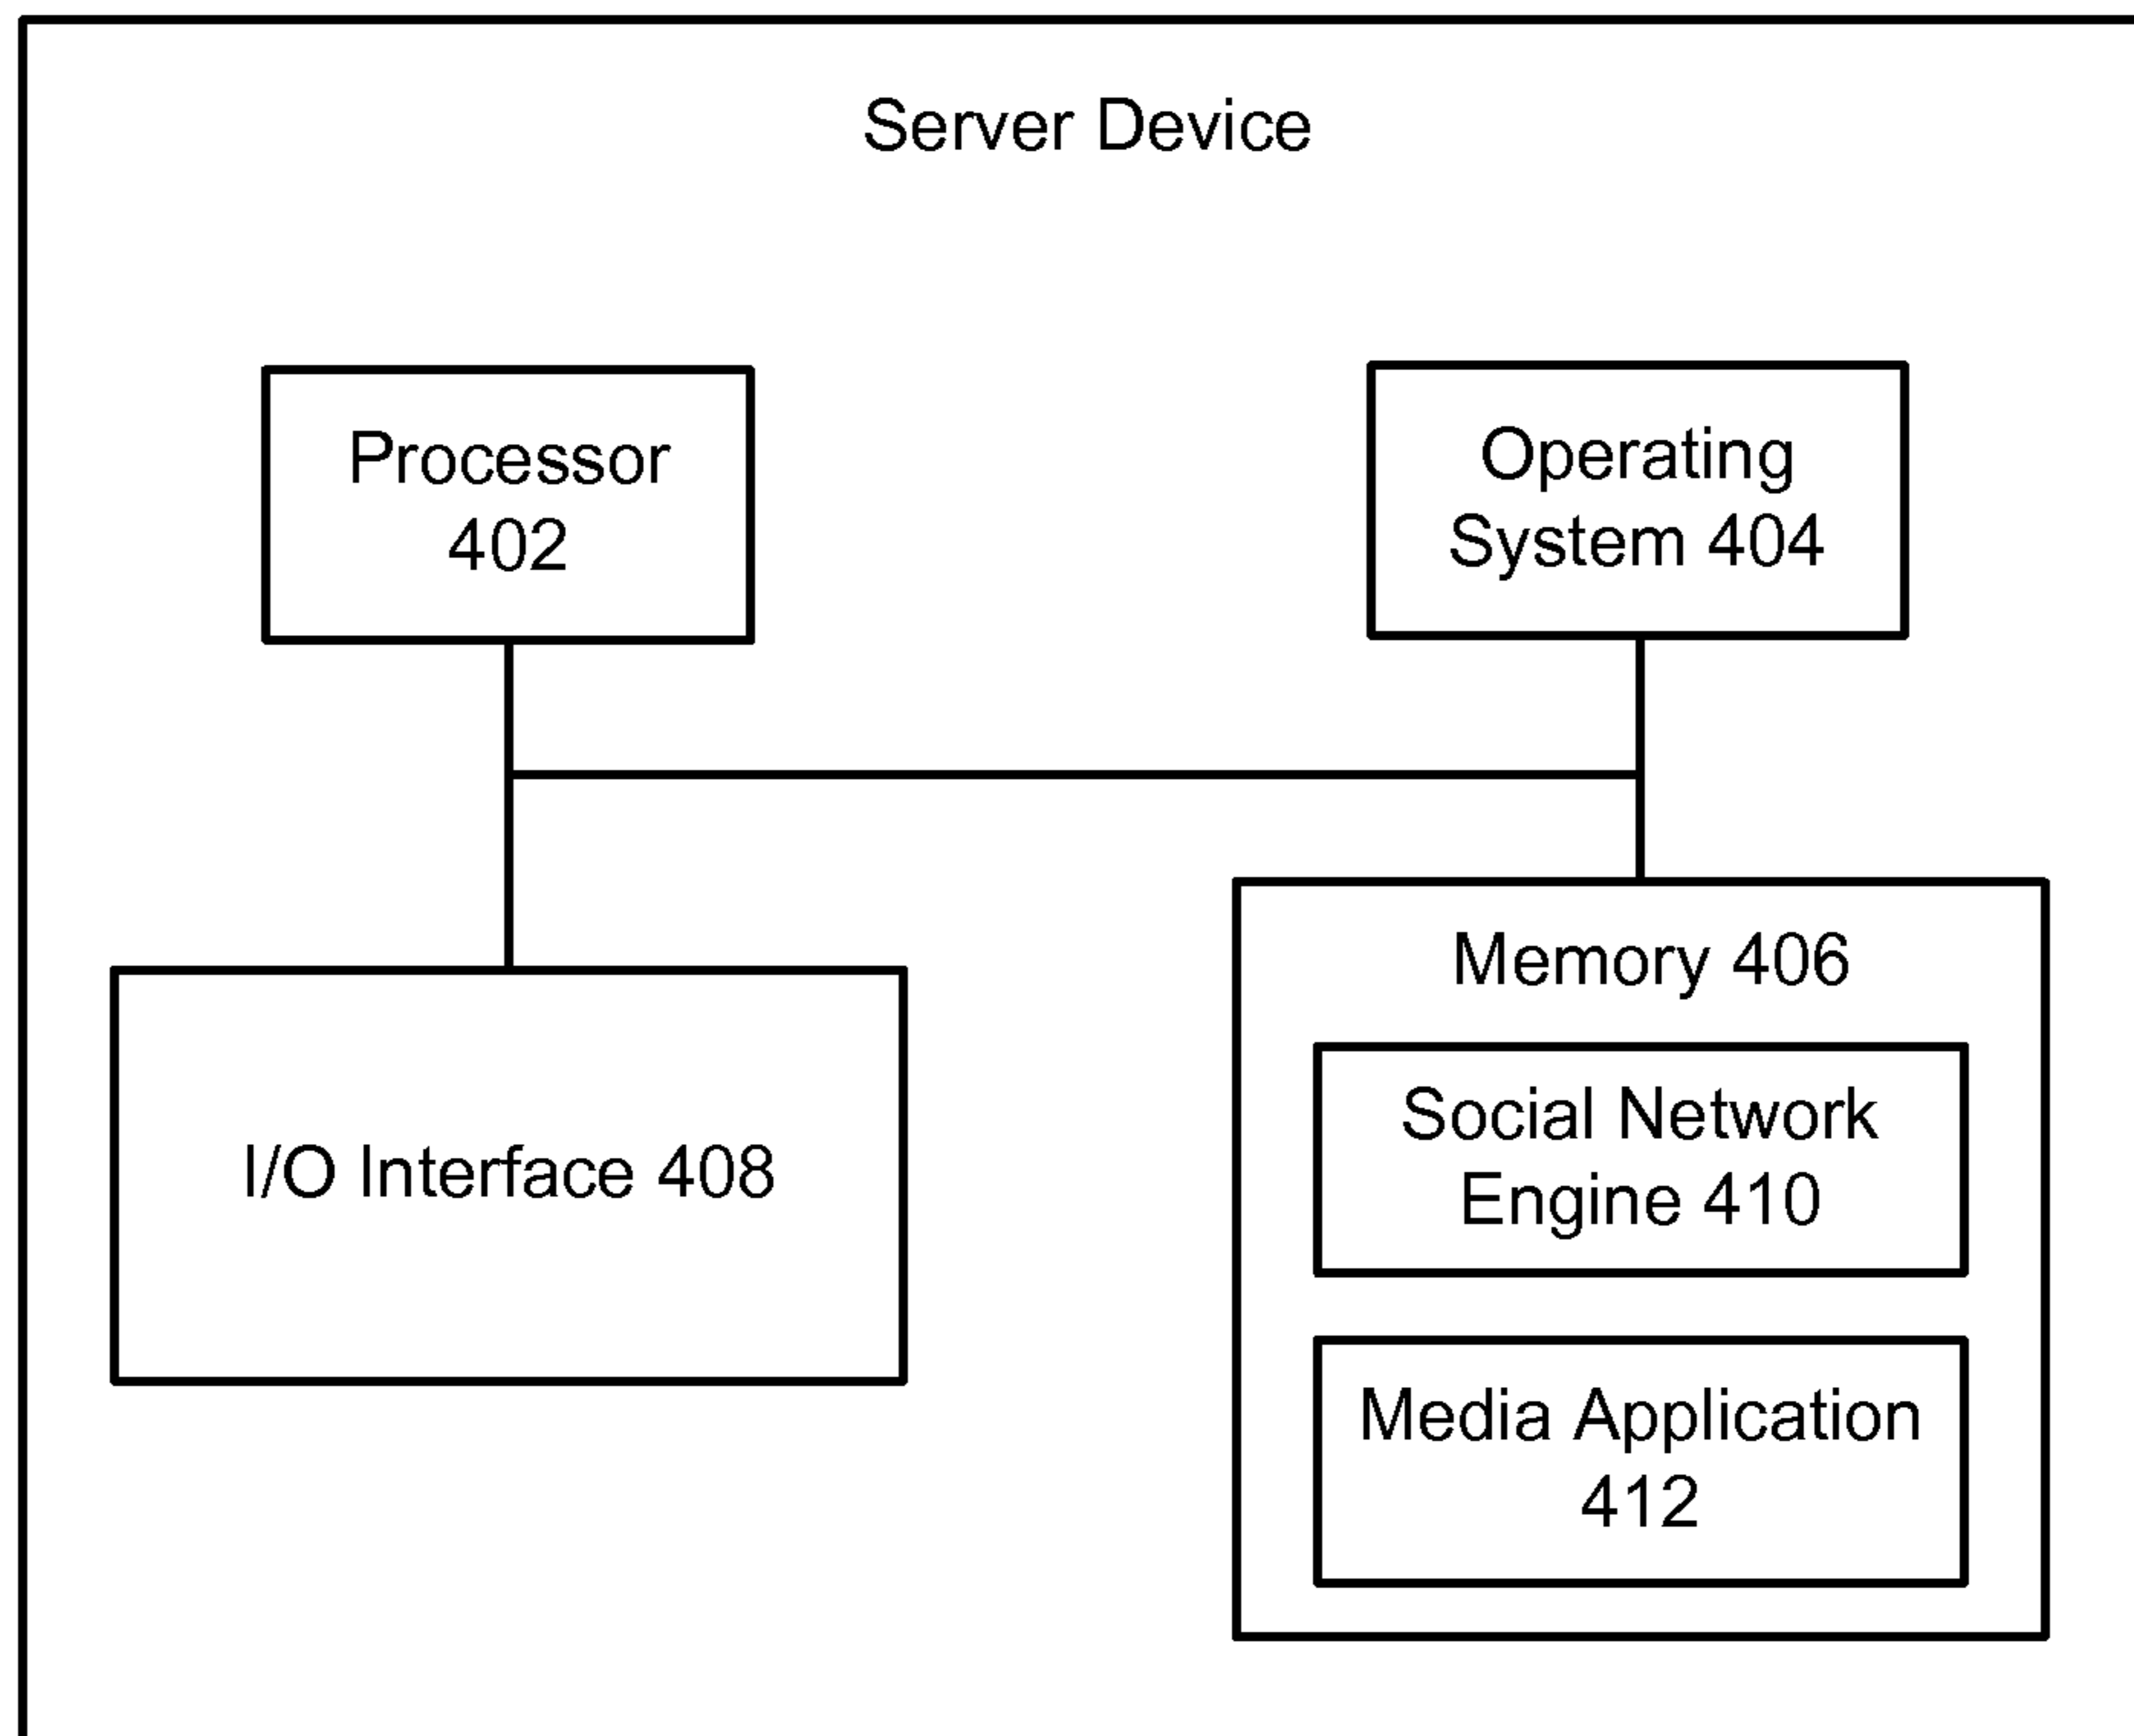 Server Device
Processor
402
Operating
System 404
I/O Interface 408
Memory 406
Social Network
Engine 410
Media Application
412